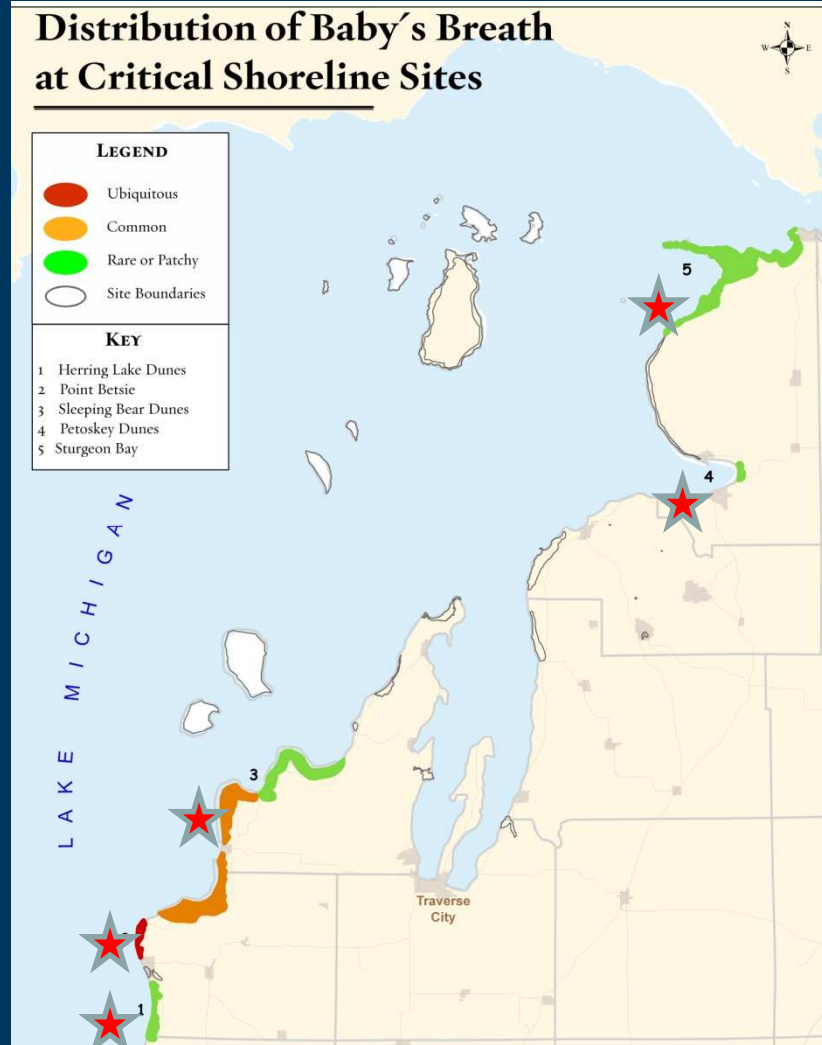 Distribution of Baby´s Breath
at Critical Shoreline Sites
N
W E
S
LEGEND
Ubiquitous
Common
Rare or Patchy
Site Boundaries
KEY
1 Herring Lake Dunes
2 Point Betsie
3 Sleeping Bear Dunes
4 Petoskey Dunes
5 Sturgeon Bay
5
4
LAKE MICHIGAN
3
Traverse
City
1